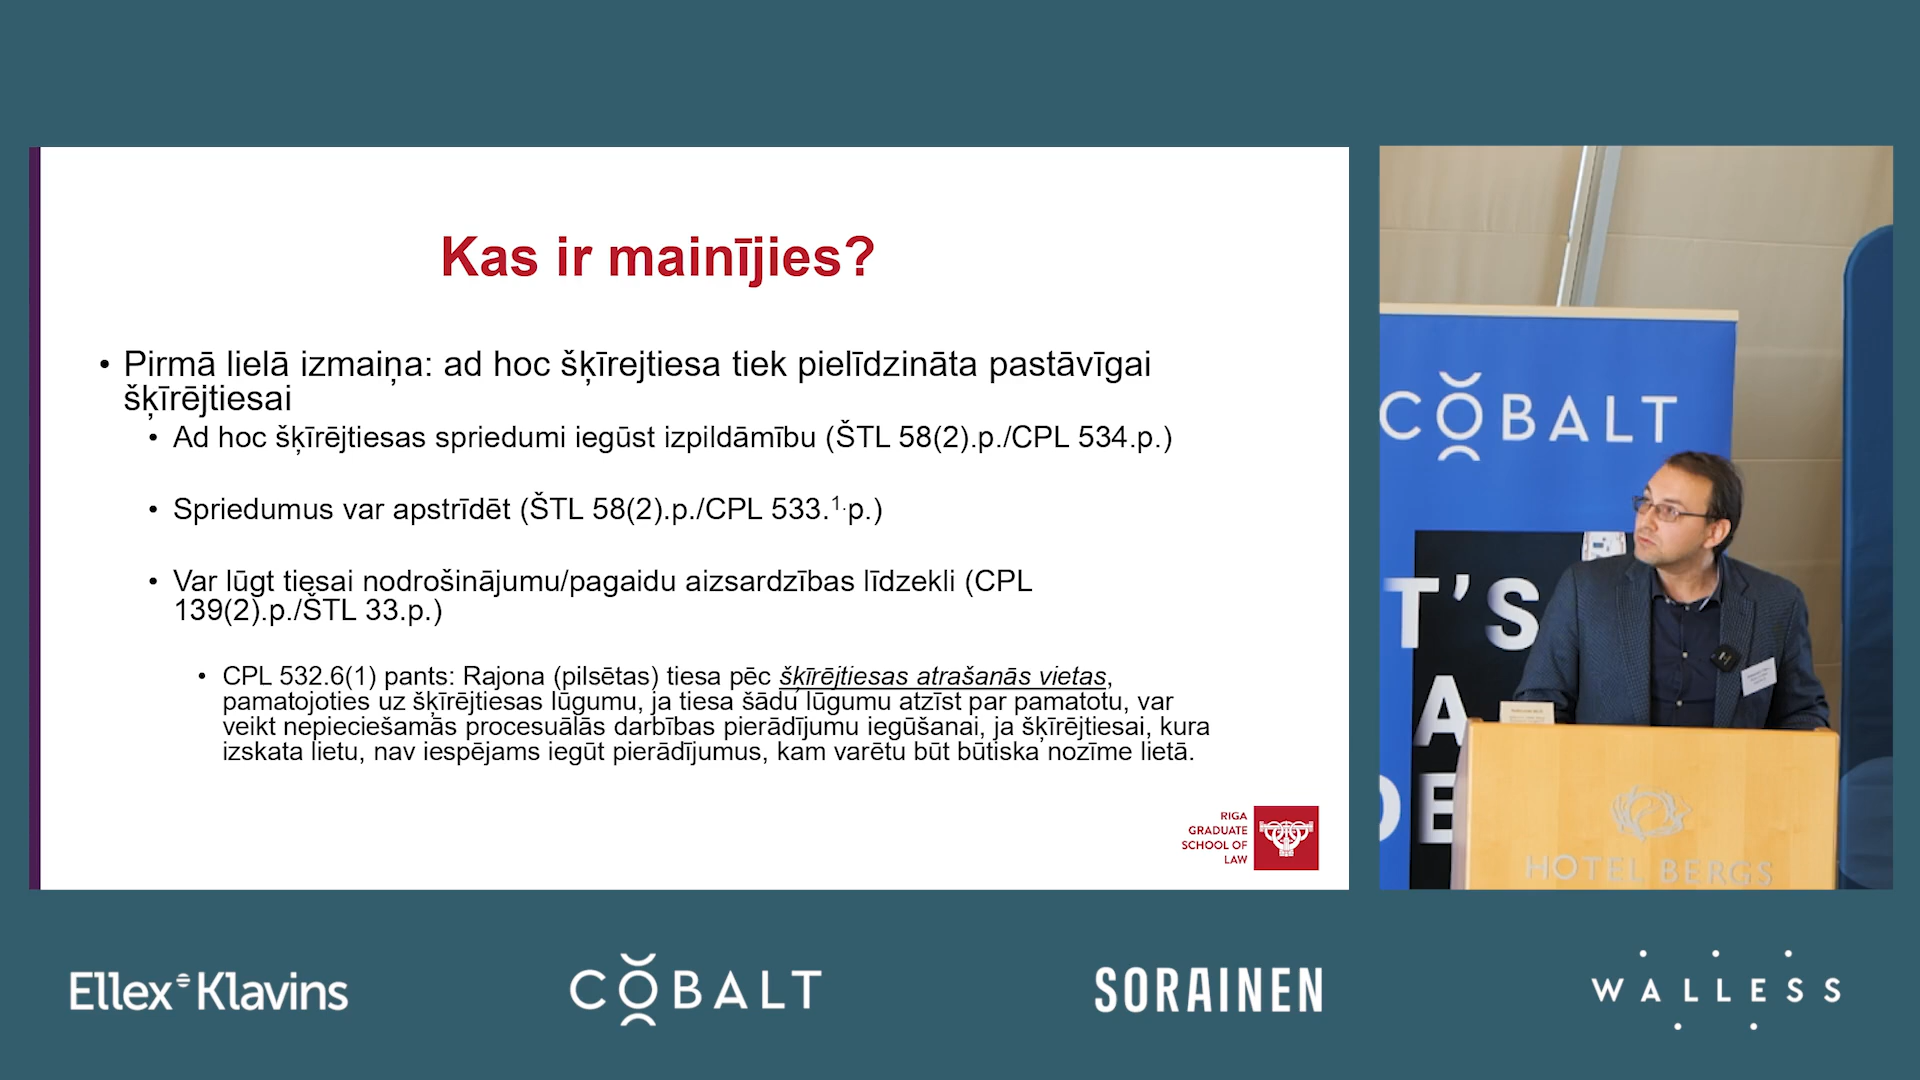 Kas ir mainījies?
• Pirmā lielā izmaiņa: ad hoc šķīrejtiesa tiek pielīdzināta pastāvīgai
šķīrējtiesai
• Ad hoc šķīrējtiesas spriedumi iegūst izpildāmību (ŠTL 58(2).p./CPL 534.p.)
• Spriedumus var apstrīdēt (ŠTL 58(2).p./CPL 533.¹·p.)
• Var lūgt tiesai nodrošinājumu/pagaidu aizsardzības līdzekli (CPL
139(2).p./ŠTL 33.p.)
• CPL 532.6(1) pants: Rajona (pilsētas) tiesa pēc šķīrējtiesas atrašanās vietas,
pamatojoties uz šķīrējtiesas lūgumu, ja tiesa šādu lūgumu atzīst par pamatotu, var
veikt nepieciešamās procesuālās darbības pierādījumu iegūšanai, ja šķīrējtiesai, kura
izskata lietu, nav iespējams iegūt pierādījumus, kam varētu būt būtiska nozīme lietā.
RIGA
GRADUATE
SCHOOL OF
LAW
COBALT
T'S
A
DE
HOTEL BERGS
Ellex Klavins
COBALT
SORAINEN
WALLESS